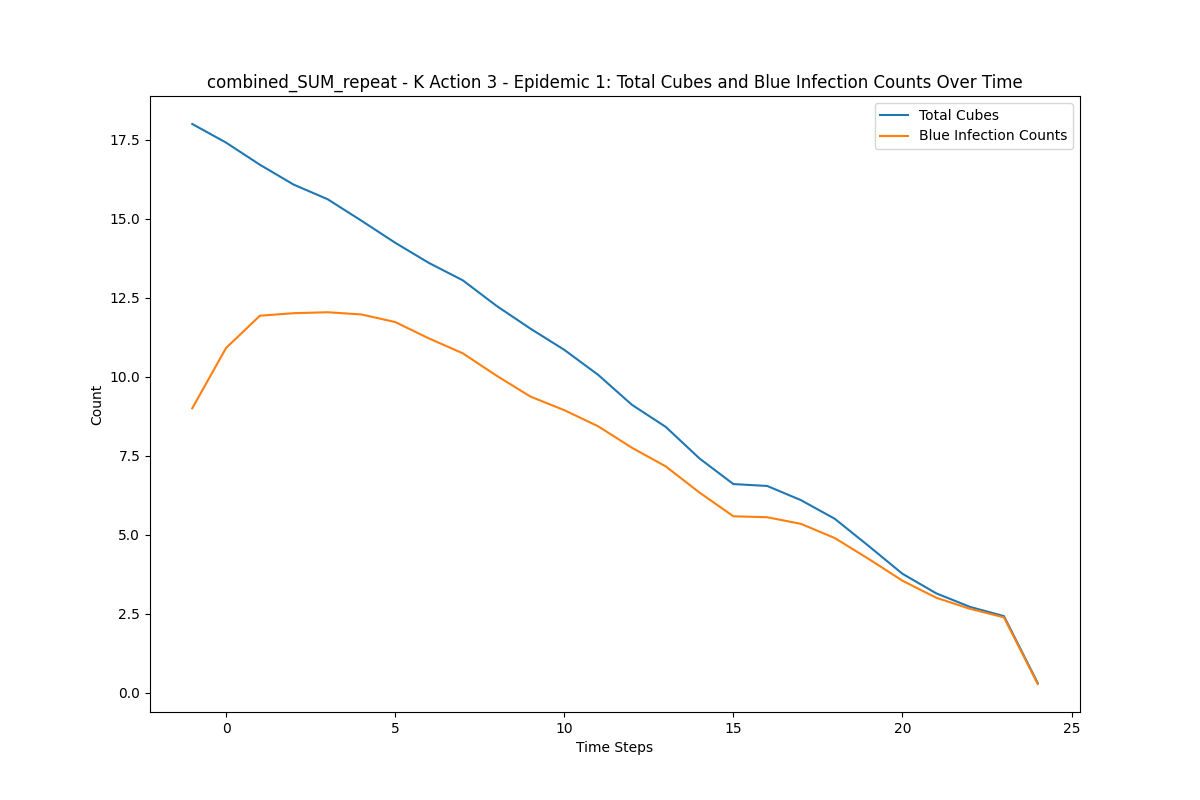 combined_SUM_repeat - K Action 3 - Epidemic 1: Total Cubes and Blue Infection Counts Over Time
Total Cubes
Blue Infection Counts
17.5
15.0
12.5
10.0
7.5
5.0
2.5
0.0
Count
0 5 10 15 20 25
Time Steps